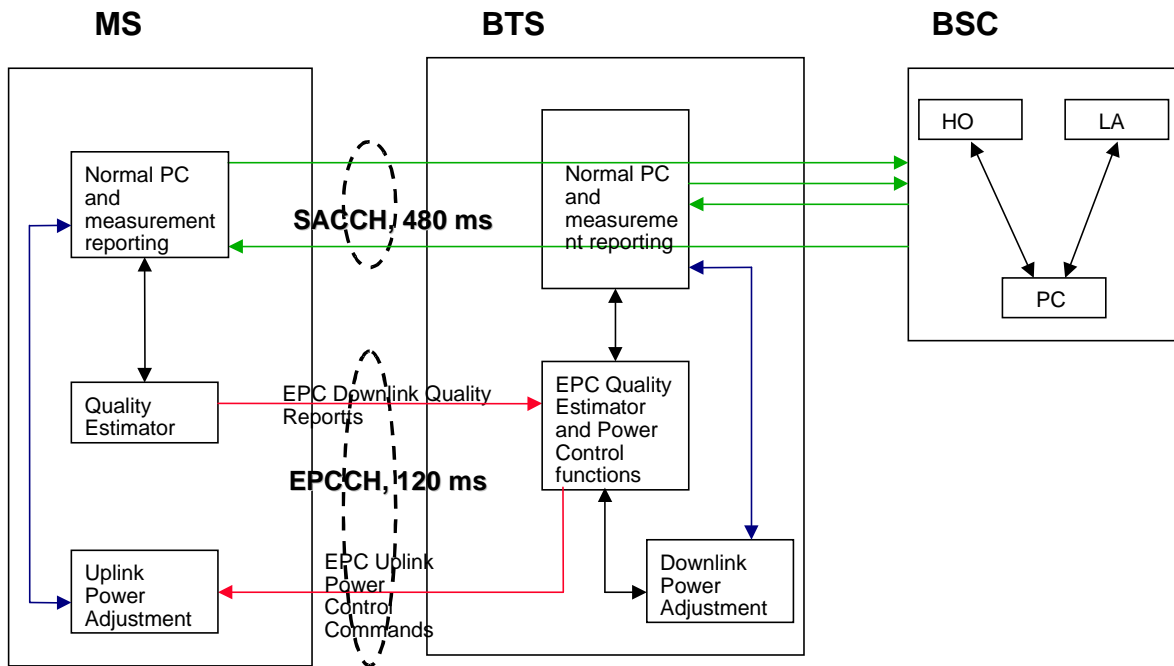 MS
BTS
BSC
HO
LA
Normal PC
and
measurement
reporting
SACCH, 480 ms
Normal PC
and
measureme
nt reporting
PC
EPC Downlink Quality
Reportts
Quality
Estimator
EPC Quality
Estimator
and Power
Control
functions
EPCCH, 120 ms
EPC Uplink
Power
Control
Commands
Uplink
Power
Adjustment
Downlink
Power
Adjustment